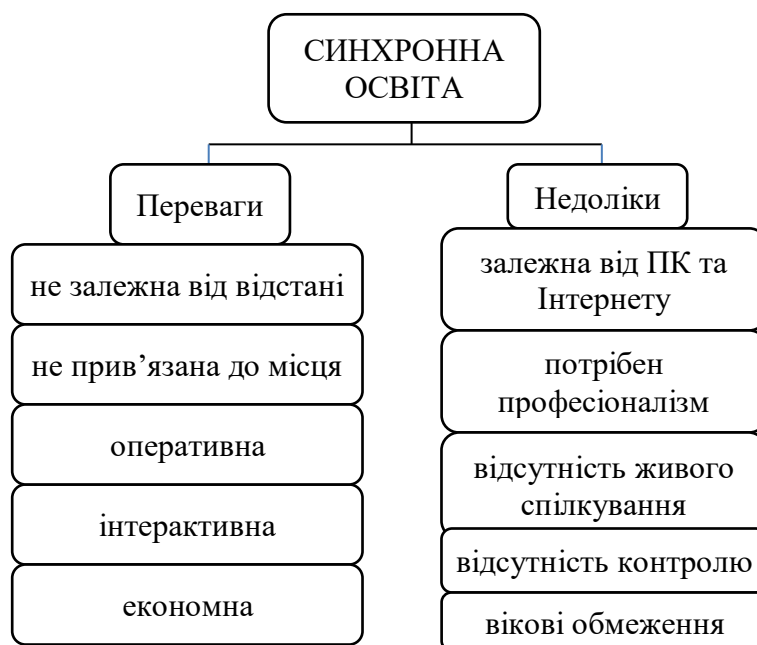 СИНХРОННА
ОСВІТА
Переваги
не залежна від відстані
не прив’язана до місця
оперативна
інтерактивна
економна
Недоліки
залежна від ПК та
Інтернету
потрібен
професіоналізм
відсутність живого
спілкування
відсутність контролю
вікові обмеження